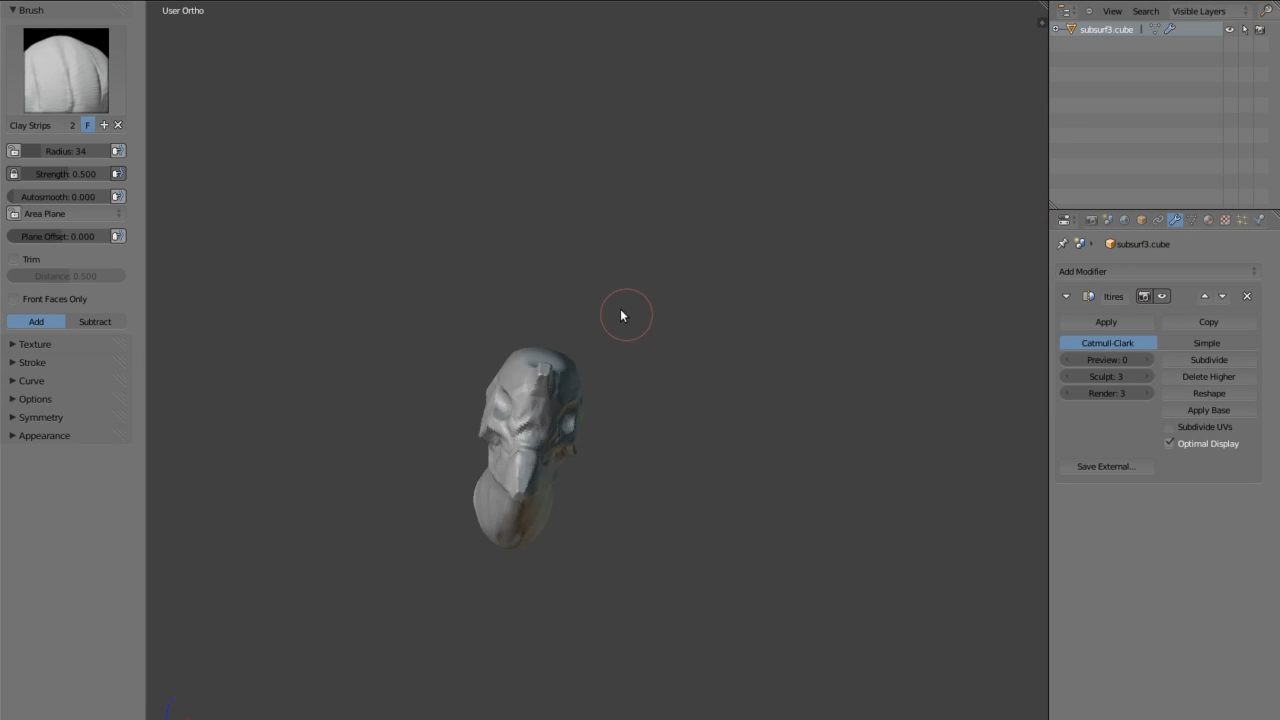 Brush
User Ortho
View Search Visible Layers
subsurf3.cube
Clay Strips 2 F
Radius: 34
Strength: 0.500
Autosmooth: 0.000
Area Plane
Plane Offset: 0.000
Trim
Distance: 0.500
Front Faces Only
Add Subtract
Texture
Stroke
Curve
Options
Symmetry
Appearance
subsurf3.cube
Add Modifier
ltires
Apply Copy
Catmull-Clark Simple
Preview: 0 Subdivide
Sculpt: 3 Delete Higher
Render: 3 Reshape
Apply Base
Subdivide UVs
Optimal Display
Save External...